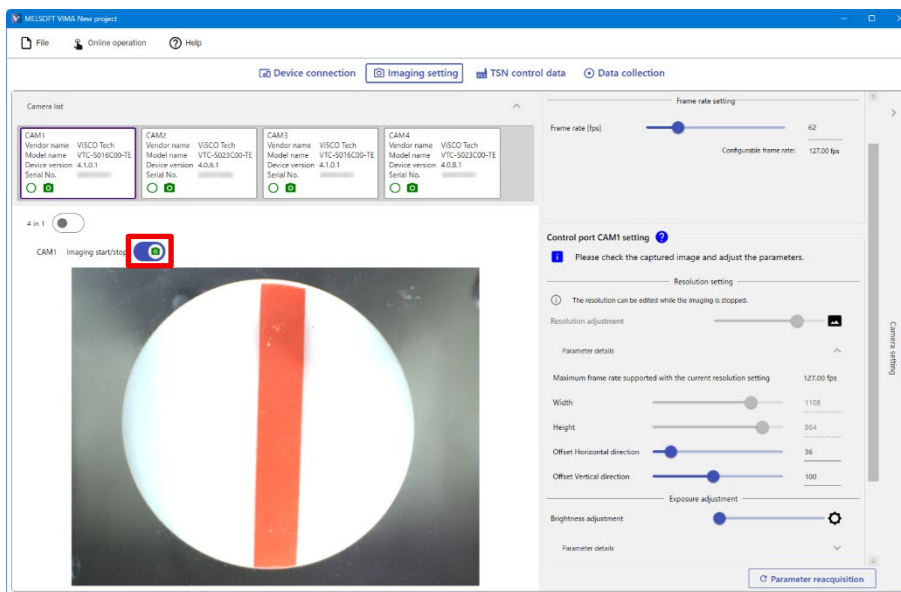 MELSOFT VIMA New project
File Online operation Help
Device connection Imaging setting TSN control data Data collection
Camera list
CAM1
Vendor name ViSCO Tech
Model name VTC-S016C00-TE
Device version 4.1.0.1
Serial No.
CAM2
Vendor name ViSCO Tech
Model name VTC-S023C00-TE
Device version 4.0.8.1
Serial No.
CAM3
Vendor name ViSCO Tech
Model name VTC-S016C00-TE
Device version 4.1.0.1
Serial No.
CAM4
Vendor name ViSCO Tech
Model name VTC-S023C00-TE
Device version 4.0.8.1
Serial No.
4 in 1
CAM1 Imaging start/stop
Frame rate setting
Frame rate [fps] 62
Configurable frame rate: 127.00 fps
Control port CAM1 setting ?
i Please check the captured image and adjust the parameters.
Resolution setting
The resolution can be edited while the imaging is stopped.
Resolution adjustment
Parameter details
Maximum frame rate supported with the current resolution setting 127.00 fps
Width 1108
Height 864
Offset Horizontal direction 36
Offset Vertical direction 100
Exposure adjustment
Brightness adjustment
Parameter details
Parameter reacquisition
Camera setting